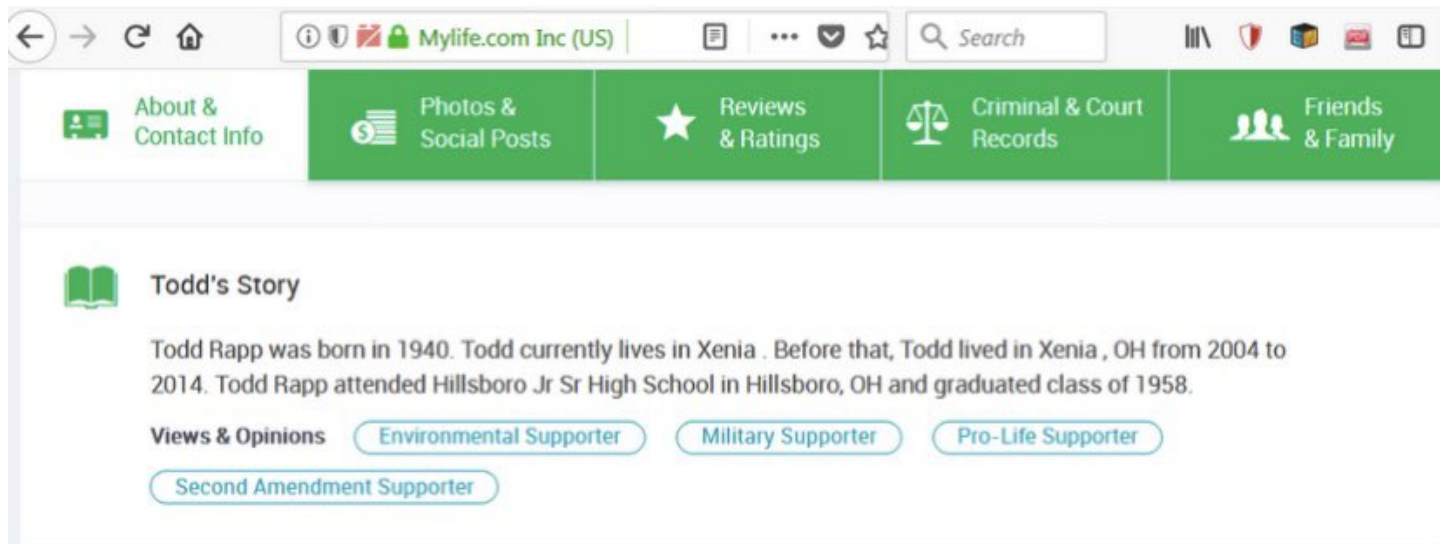 Mylife.com Inc (US)
Search
About &
Contact Info
Photos &
Social Posts
Reviews
& Ratings
Criminal & Court
Records
Friends
& Family
Todd's Story
Todd Rapp was born in 1940. Todd currently lives in Xenia . Before that, Todd lived in Xenia , OH from 2004 to
2014. Todd Rapp attended Hillsboro Jr Sr High School in Hillsboro, OH and graduated class of 1958.
Views & Opinions Environmental Supporter Military Supporter Pro-Life Supporter
Second Amendment Supporter